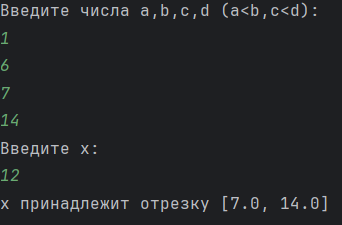 Введите числа a,b,c,d (a<b,c<d):
1
6
7
14
Введите x:
12
x принадлежит отрезку [7.0, 14.0]